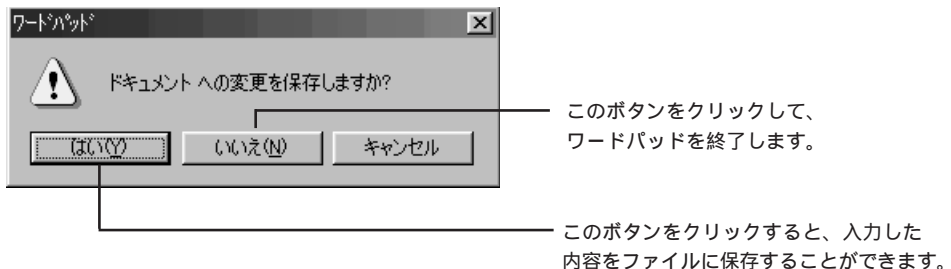 ﾜｰﾄﾞﾊﾟｯﾄﾞ
ドキュメント への変更を保存しますか?
はい(Y)
いいえ(N)
キャンセル
このボタンをクリックして、
ワードパッドを終了します。
このボタンをクリックすると、入力した
内容をファイルに保存することができます。